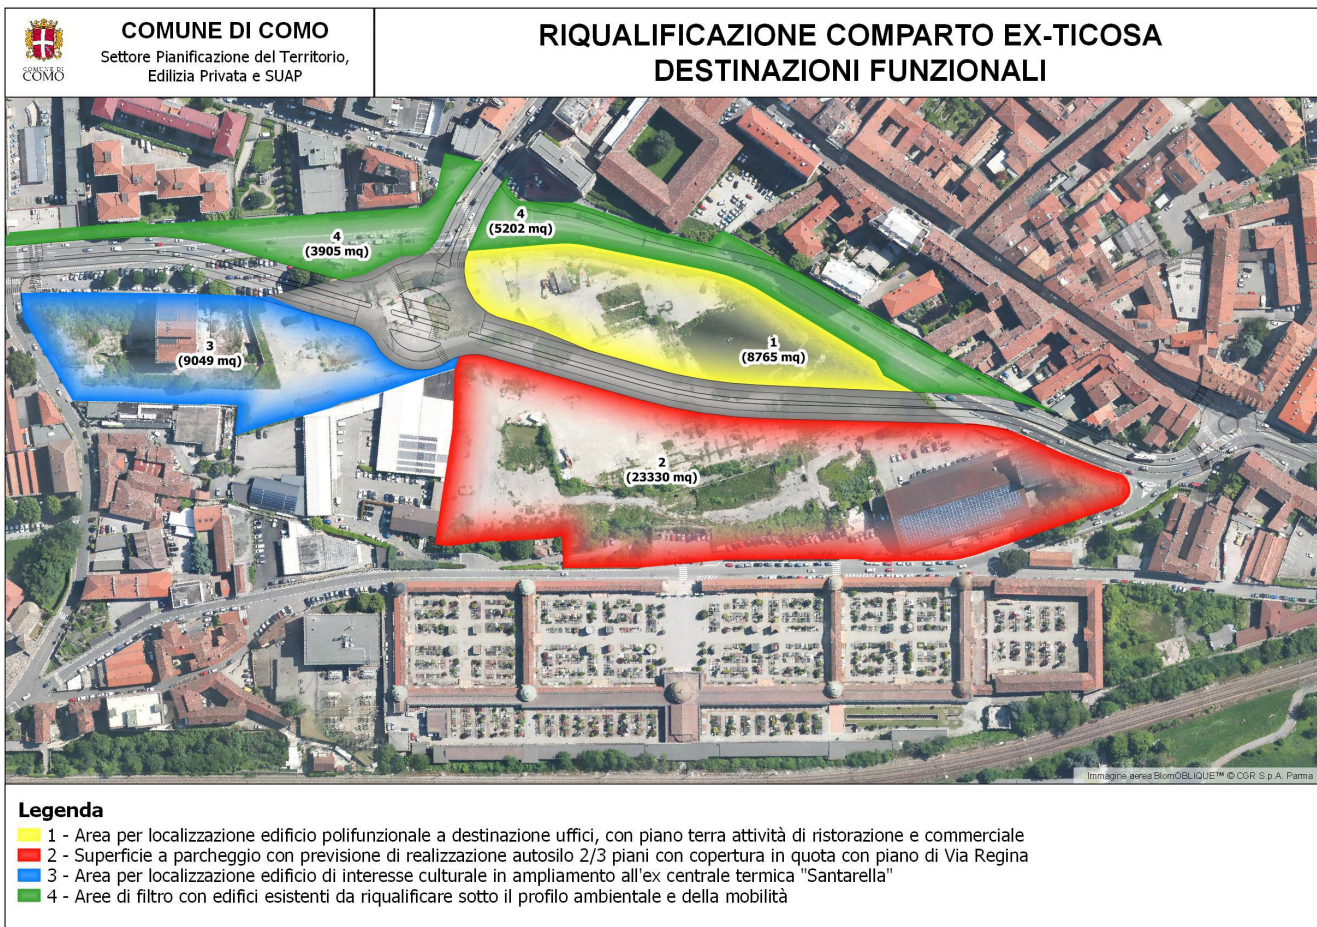 COMUNE DI
COMO
COMUNE DI COMO
Settore Pianificazione del Territorio,
Edilizia Privata e SUAP
RIQUALIFICAZIONE COMPARTO EX-TICOSA
DESTINAZIONI FUNZIONALI
4
(5202 mq)
4
(3905 mq)
1
(8765 mq)
3
(9049 mq)
2
(23330 mq)
Immagine aerea BlomOBLIQUE™ © CGR S.p.A. Parma
Legenda
1 - Area per localizzazione edificio polifunzionale a destinazione uffici, con piano terra attività di ristorazione e commerciale
2 - Superficie a parcheggio con previsione di realizzazione autosilo 2/3 piani con copertura in quota con piano di Via Regina
3 - Area per localizzazione edificio di interesse culturale in ampliamento all'ex centrale termica "Santarella"
4 - Aree di filtro con edifici esistenti da riqualificare sotto il profilo ambientale e della mobilità